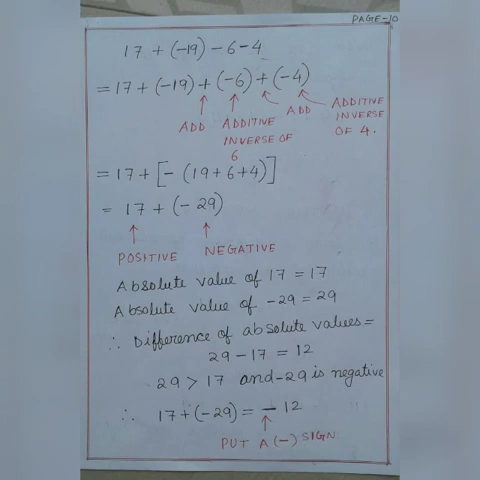 PAGE-10
17 + (-19) - 6 - 4
= 17 + (-19) + (-6) + (-4)
ADD ADDITIVE INVERSE OF 6 ADD ADDITIVE INVERSE OF 4.
= 17 + [- (19+6+4)]
= 17 + (- 29)
POSITIVE NEGATIVE
Absolute value of 17 = 17
Absolute value of -29 = 29
∴ Difference of absolute values =
29 - 17 = 12
29 > 17 and -29 is negative
∴ 17 + (-29) = - 12
PUT A (-) SIGN